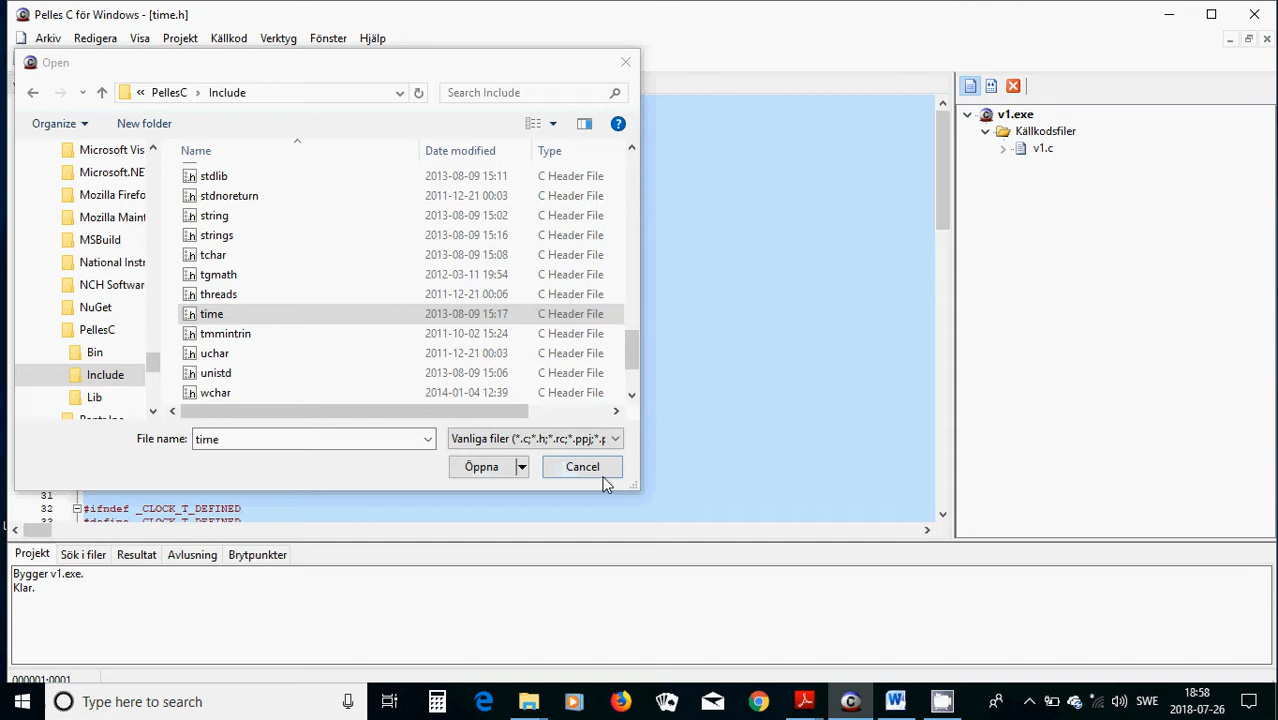 Pelles C för Windows - [time.h]
Arkiv Redigera Visa Projekt Källkod Verktyg Fönster Hjälp
Open
« PellesC > Include
Search Include
Organize New folder
Name Date modified Type
Microsoft Vis
Microsoft.NE
Mozilla Firefo
Mozilla Maint
MSBuild
National Instr
NCH Softwar
NuGet
PellesC
Bin
Include
Lib
stdlib 2013-08-09 15:11 C Header File
stdnoreturn 2011-12-21 00:03 C Header File
string 2013-08-09 15:02 C Header File
strings 2013-08-09 15:16 C Header File
tchar 2013-08-09 15:08 C Header File
tgmath 2012-03-11 19:54 C Header File
threads 2011-12-21 00:06 C Header File
time 2013-08-09 15:17 C Header File
tmmintrin 2011-10-02 15:24 C Header File
uchar 2011-12-21 00:03 C Header File
unistd 2013-08-09 15:06 C Header File
wchar 2014-01-04 12:39 C Header File
File name: time
Vanliga filer (*.c;*.h;*.rc;*.ppj;*.p
Öppna Cancel
v1.exe
Källkodsfiler
v1.c
31
32 #ifndef _CLOCK_T_DEFINED
33 #define _CLOCK_T_DEFINED
Projekt Sök i filer Resultat Avlusning Brytpunkter
Bygger v1.exe.
Klar.
000001:0001
Type here to search
SWE
18:58
2018-07-26